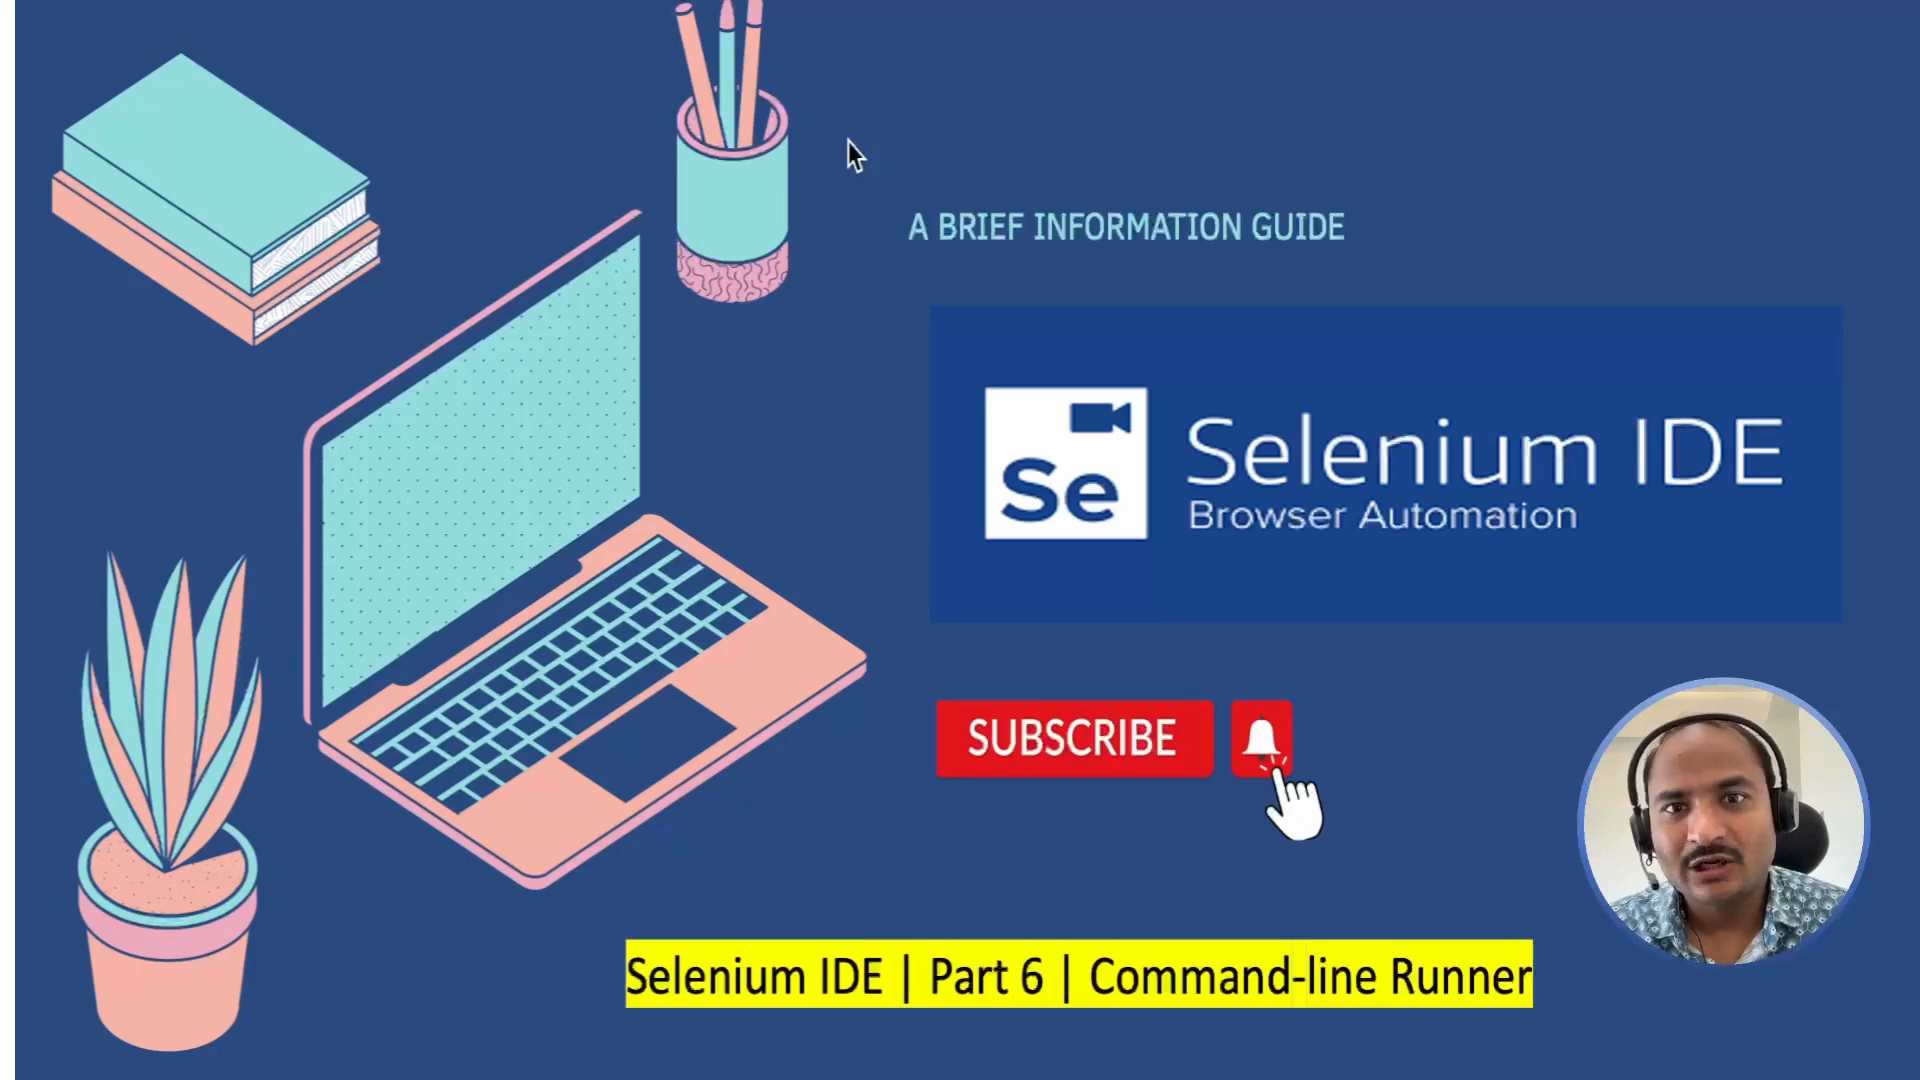 A BRIEF INFORMATION GUIDE
Se
Selenium IDE
Browser Automation
SUBSCRIBE
Selenium IDE | Part 6 | Command-line Runner